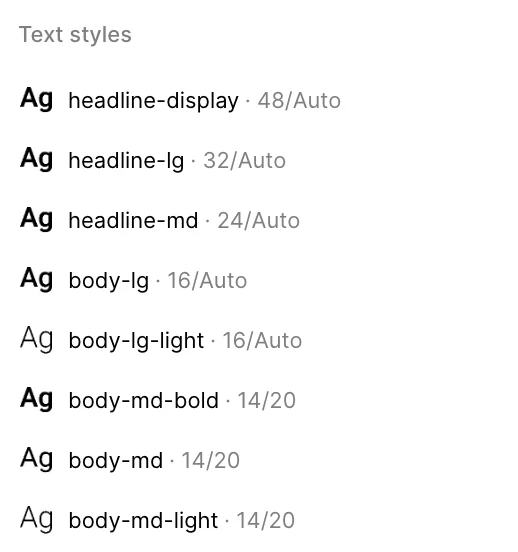 Text styles
Ag headline-display · 48/Auto
Ag headline-lg · 32/Auto
Ag headline-md · 24/Auto
Ag body-lg · 16/Auto
Ag body-lg-light · 16/Auto
Ag body-md-bold · 14/20
Ag body-md · 14/20
Ag body-md-light · 14/20